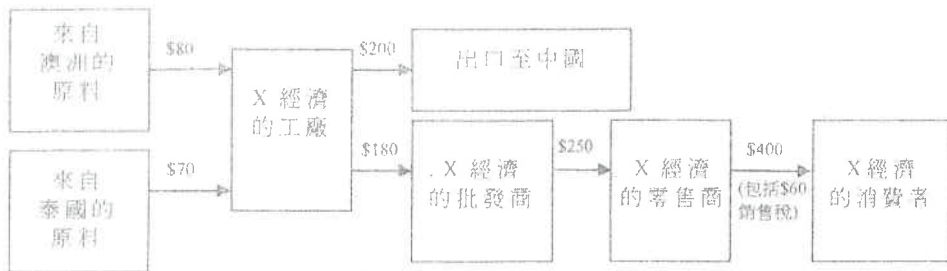 來自
澳洲的
原料
$80
X 經濟
的工廠
$200
出口至中國
來自
泰國的
原料
$70
$180
X 經濟
的批發商
$250
X 經濟
的零售商
$400
(包括$60
銷售稅)
X 經濟
的消費者